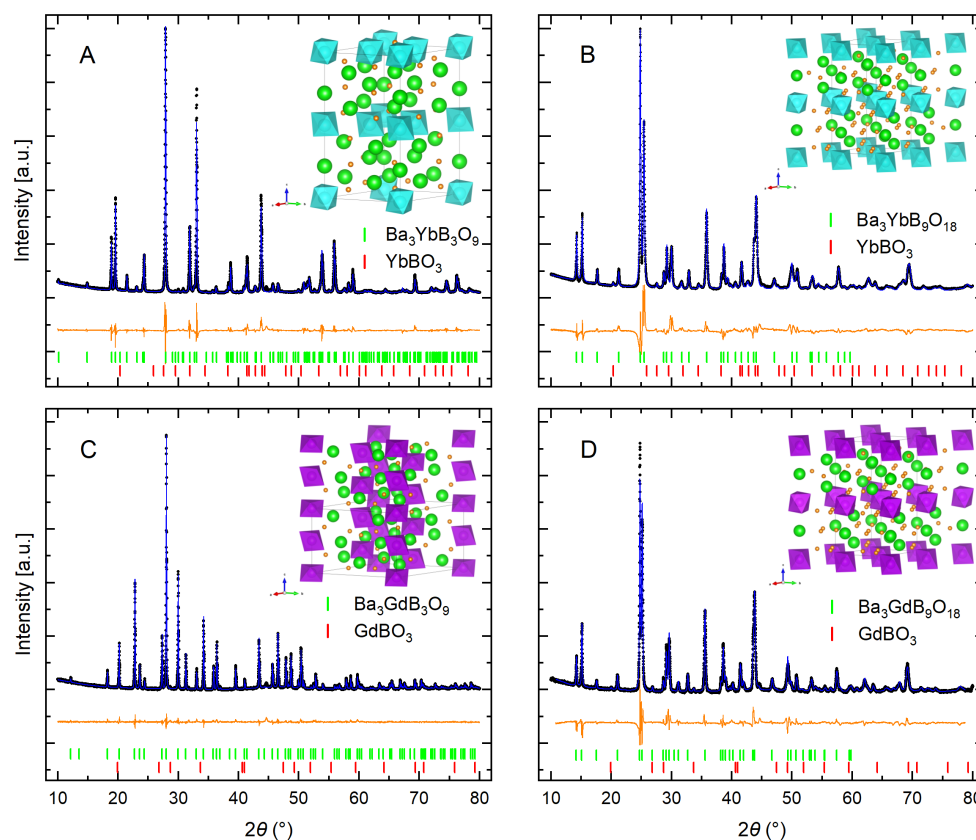 A
B
Intensity [a.u.]
Ba₃YbB₃O₉
YbBO₃
Ba₃YbB₉O₁₈
YbBO₃
C
D
Intensity [a.u.]
Ba₃GdB₃O₉
GdBO₃
Ba₃GdB₉O₁₈
GdBO₃
10 20 30 40 50 60 70 80
10 20 30 40 50 60 70 80
2θ (°)
2θ (°)